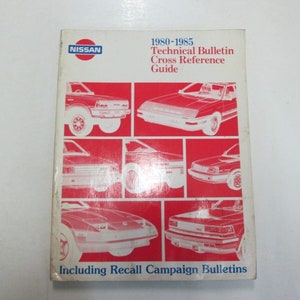 NISSAN
1980-1985
Technical Bulletin
Cross Reference
Guide
Including Recall Campaign Bulletins